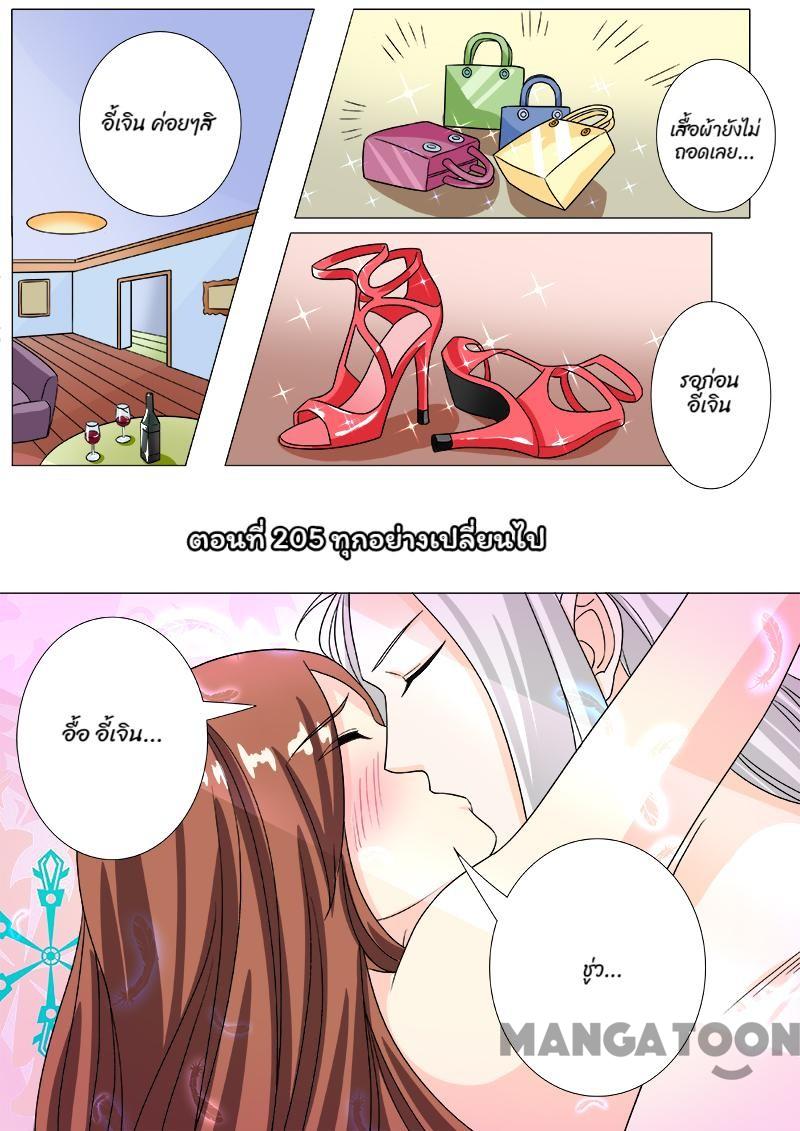 อี้เจิน ค่อยๆสิ
เสื้อผ้ายังไม่
ถอดเลย...
รอก่อน
อี้เจิน
ตอนที่ 205 ทุกอย่างเปลี่ยนไป
อื้อ อี้เจิน...
ชู่ว...
MANGATOON